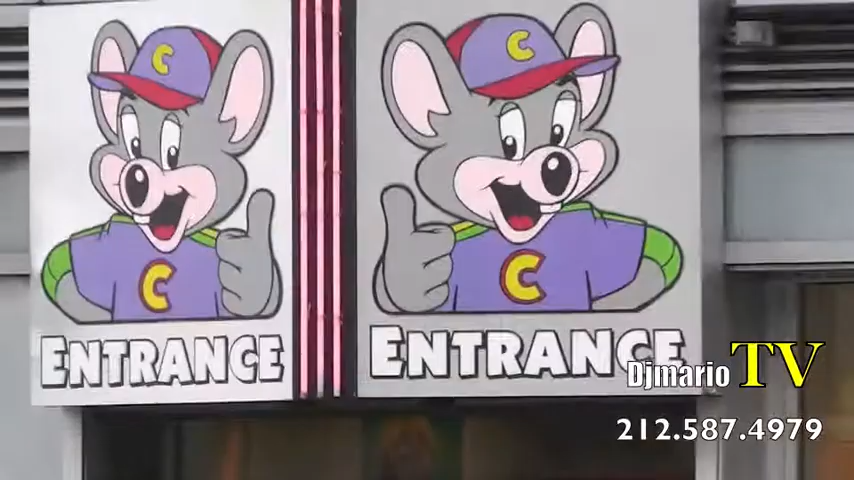 C
C
C
C
ENTRANCE
ENTRANCE
Djmario TV
212.587.4979